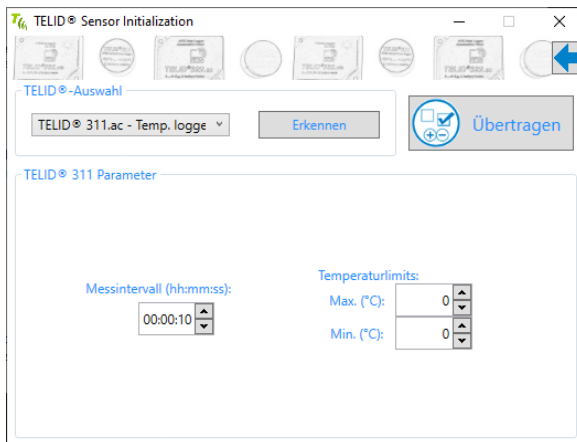 TELID® Sensor Initialization
TELID®-Auswahl
TELID® 311.ac - Temp. logge
Erkennen
Übertragen
TELID® 311 Parameter
Messintervall (hh:mm:ss):
00:00:10
Temperaturlimits:
Max. (°C): 0
Min. (°C): 0